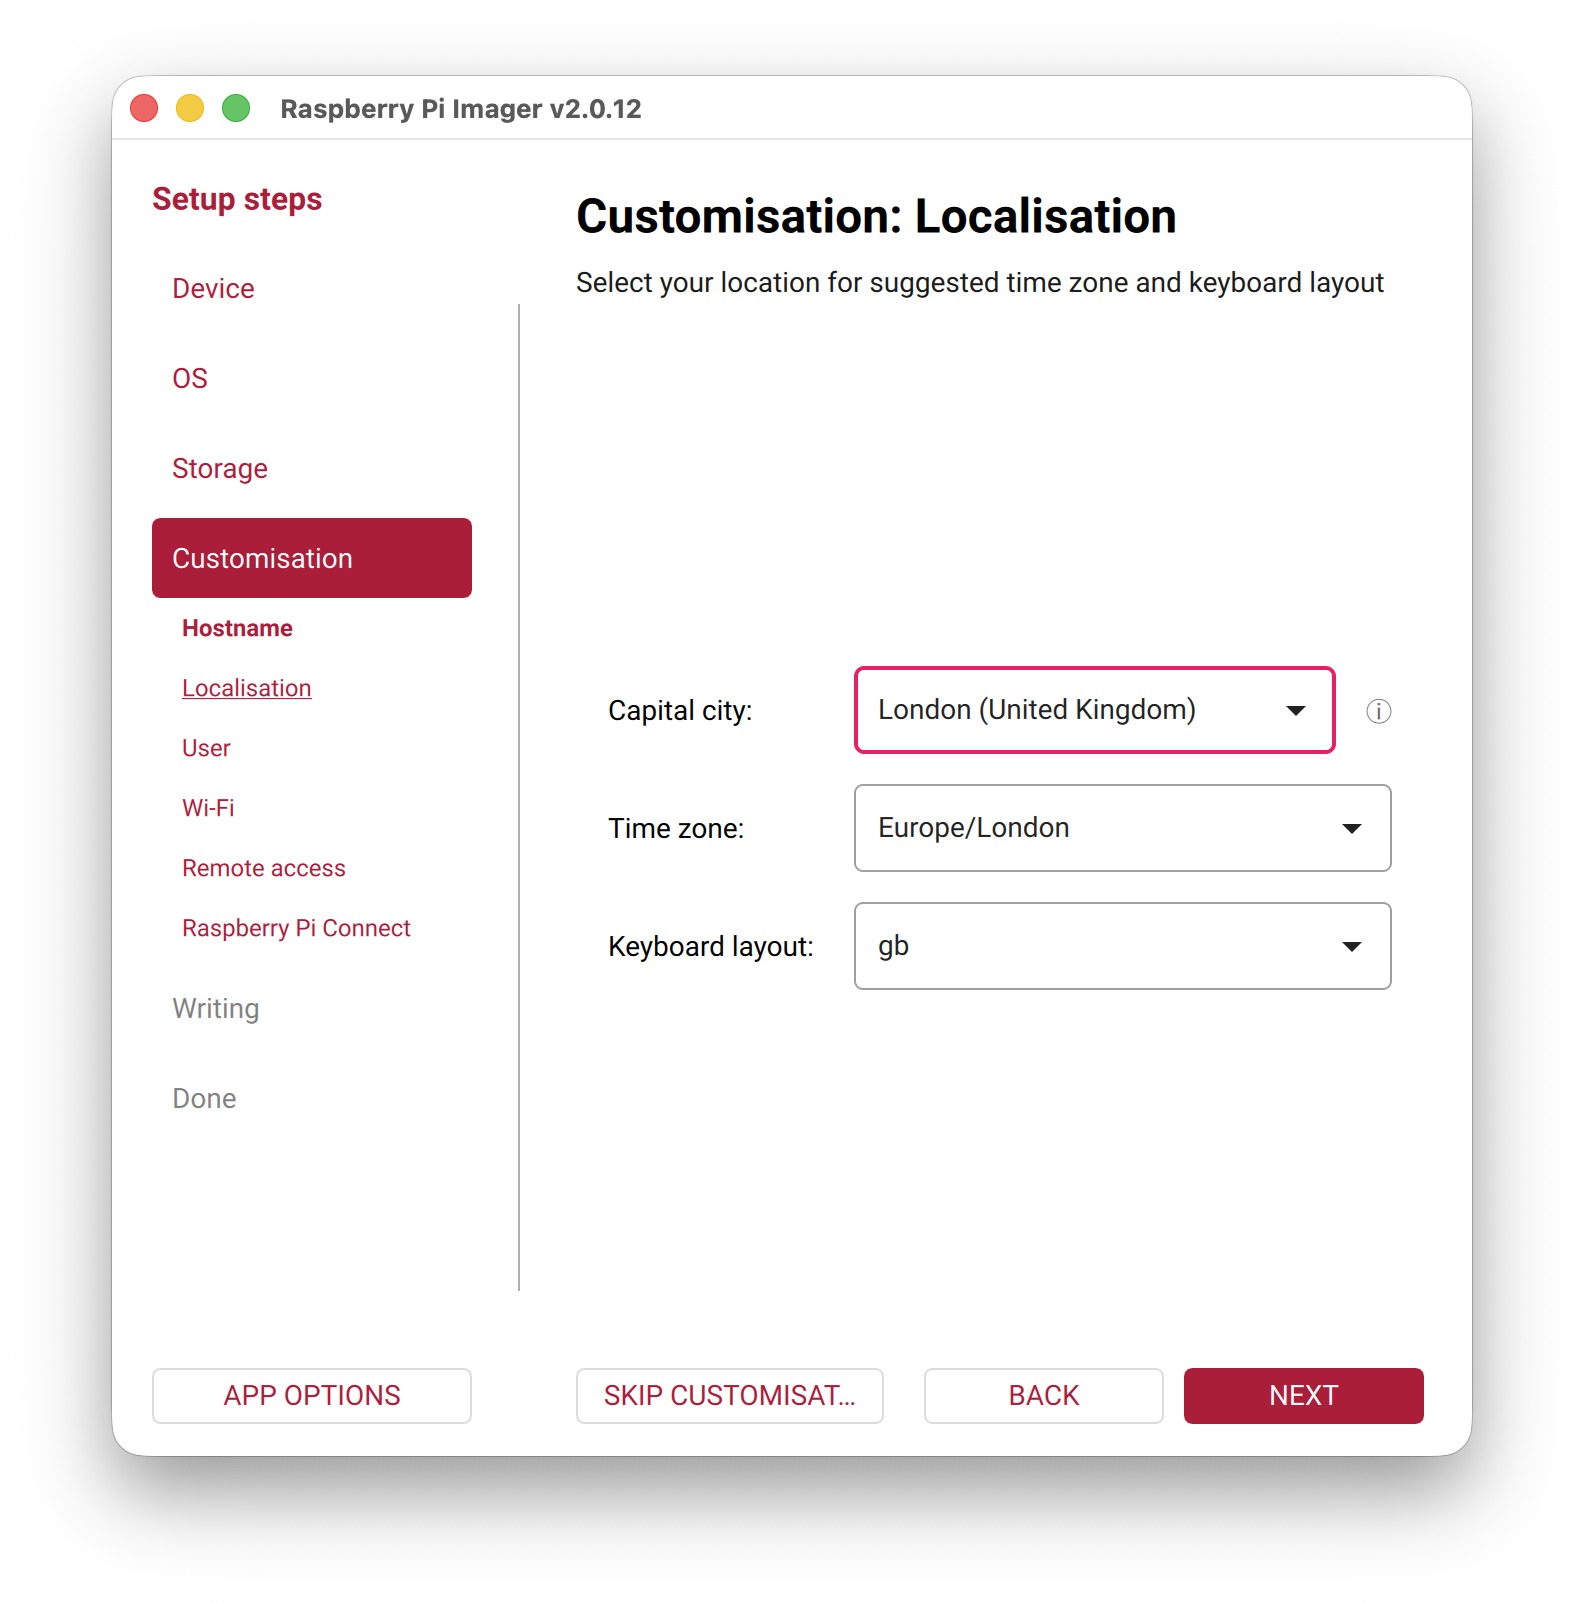 Raspberry Pi Imager v2.0.12
Setup steps
Device
OS
Storage
Customisation
Hostname
Localisation
User
Wi-Fi
Remote access
Raspberry Pi Connect
Writing
Done
Customisation: Localisation
Select your location for suggested time zone and keyboard layout
Capital city: London (United Kingdom)
Time zone: Europe/London
Keyboard layout: gb
APP OPTIONS SKIP CUSTOMISAT... BACK NEXT